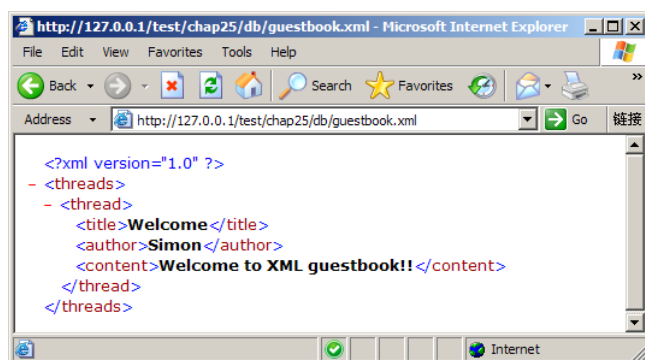 http://127.0.0.1/test/chap25/db/guestbook.xml - Microsoft Internet Explorer
File Edit View Favorites Tools Help
Back Search Favorites »
Address http://127.0.0.1/test/chap25/db/guestbook.xml Go 链接
<?xml version="1.0" ?>
- <threads>
- <thread>
<title>Welcome</title>
<author>Simon</author>
<content>Welcome to XML guestbook!!</content>
</thread>
</threads>
Internet